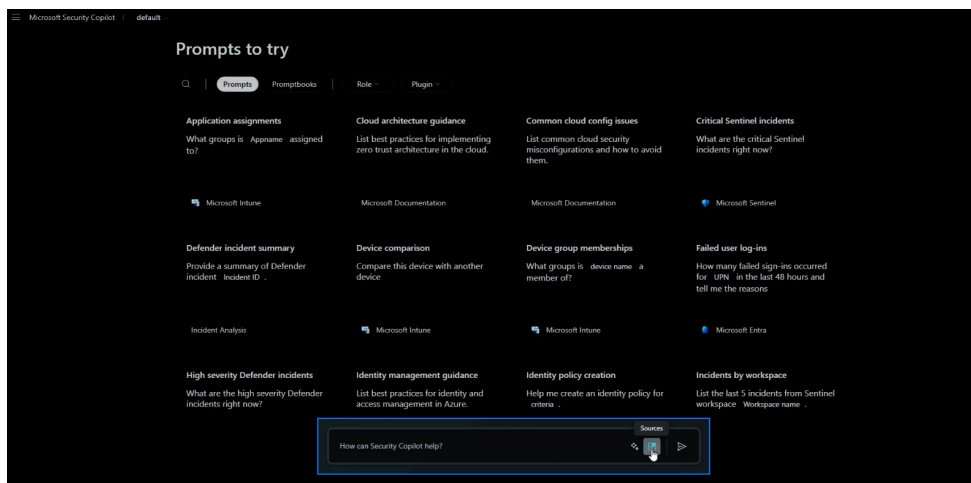 Microsoft Security Copilot
default
Prompts to try
Prompts
Promptbooks
Role
Plugin
Application assignments
What groups is Appname assigned
to?
Microsoft Intune
Cloud architecture guidance
List best practices for implementing
zero trust architecture in the cloud.
Microsoft Documentation
Common cloud config issues
List common cloud security
misconfigurations and how to avoid
them.
Microsoft Documentation
Critical Sentinel incidents
What are the critical Sentinel
incidents right now?
Microsoft Sentinel
Defender incident summary
Provide a summary of Defender
incident Incident ID .
Incident Analysis
Device comparison
Compare this device with another
device
Microsoft Intune
Device group memberships
What groups is device name a
member of?
Microsoft Intune
Failed user log-ins
How many failed sign-ins occurred
for UPN in the last 48 hours and
tell me the reasons
Microsoft Entra
High severity Defender incidents
What are the high severity Defender
incidents right now?
Identity management guidance
List best practices for identity and
access management in Azure.
Identity policy creation
Help me create an identity policy for
criteria .
Incidents by workspace
List the last 5 incidents from Sentinel
workspace Workspace name .
Sources
How can Security Copilot help?